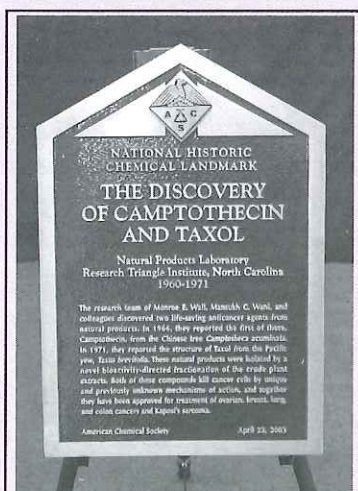 A C S
NATIONAL HISTORIC
CHEMICAL LANDMARK
THE DISCOVERY
OF CAMPTOTHECIN
AND TAXOL
Natural Products Laboratory
Research Triangle Institute, North Carolina
1960-1971
The research team of Monroe E. Wall, Mansukh C. Wani, and
colleagues discovered two life-saving anticancer agents from
natural products. In 1966, they reported the first of these,
Camptothecin, from the Chinese tree Camptotheca acuminata.
In 1971, they reported the structure of Taxol from the Pacific
yew, Taxus brevifolia. These natural products were isolated by a
novel bioactivity-directed fractionation of the crude plant
extracts. Both of these compounds kill cancer cells by unique
and previously unknown mechanisms of action, and together
they have been approved for treatment of ovarian, breast, lung,
and colon cancers and Kaposi's sarcoma.
American Chemical Society April 23, 2003